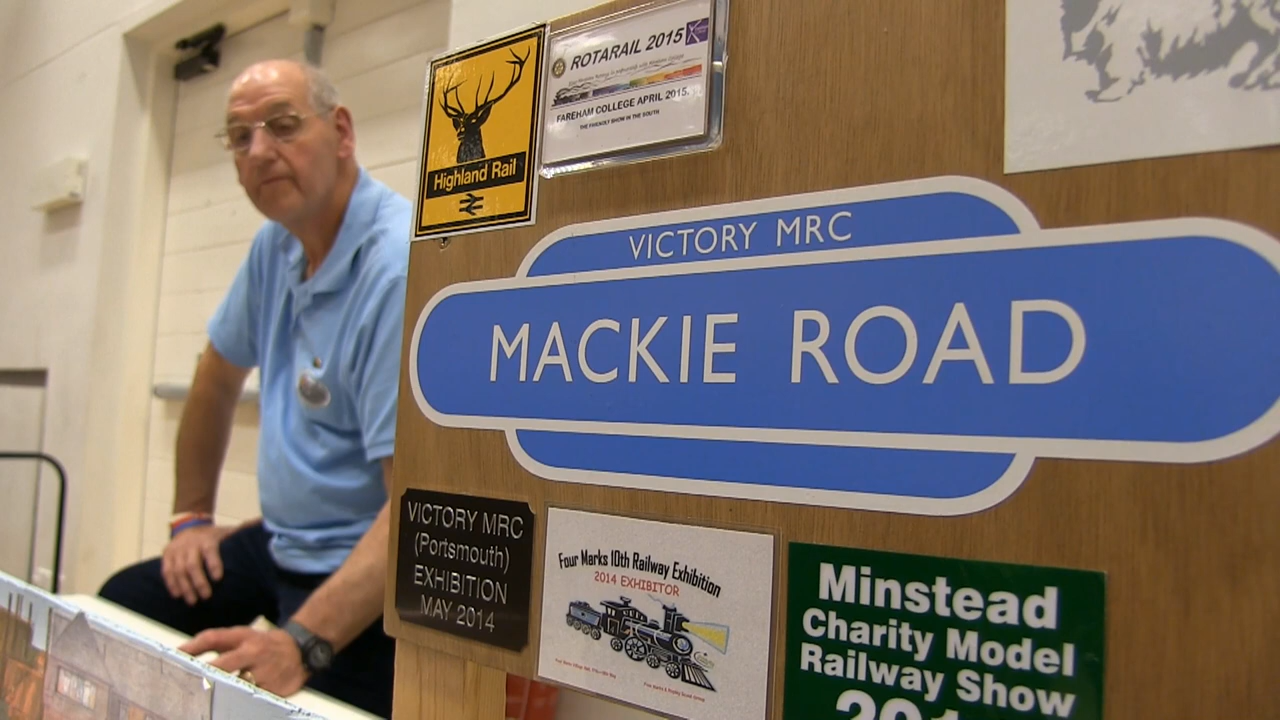 Highland Rail
ROTARAIL 2015
FAREHAM COLLEGE APRIL 2015.
THE FRIENDLY SHOW IN THE SOUTH
VICTORY MRC
MACKIE ROAD
VICTORY MRC
(Portsmouth)
EXHIBITION
MAY 2014
Four Marks 10th Railway Exhibition
2014 EXHIBITOR
Minstead
Charity Model
Railway Show